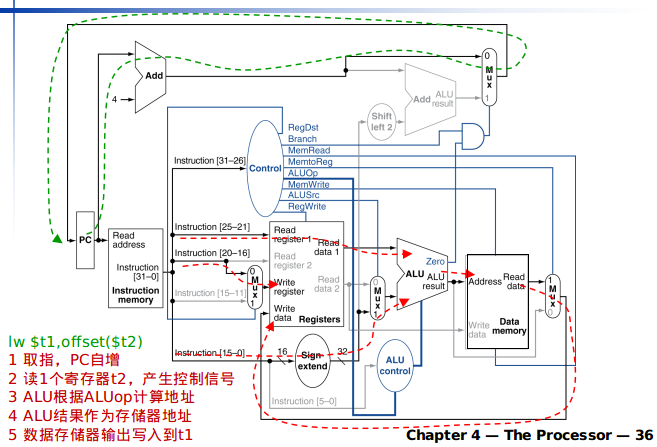 0
Mux
1
Add
4
Add ALU result
Shift left 2
RegDst
Branch
MemRead
MemtoReg
ALUOp
MemWrite
ALUSrc
RegWrite
Control
Instruction [31–26]
Instruction [25–21]
Instruction [20–16]
Instruction [15–11]
Instruction [15–0]
Instruction [5–0]
PC
Read address
Instruction [31–0]
Instruction memory
0
Mux
1
Read register 1
Read register 2
Write register
Write data
Read data 1
Read data 2
Registers
0
Mux
1
Zero
ALU
ALU result
Address
Read data
Write data
Data memory
1
Mux
0
16
Sign extend
32
ALU control
lw $t1,offset($t2)
1 取指，PC自增
2 读1个寄存器t2，产生控制信号
3 ALU根据ALUop计算地址
4 ALU结果作为存储器地址
5 数据存储器输出写入到t1
Chapter 4 — The Processor — 36